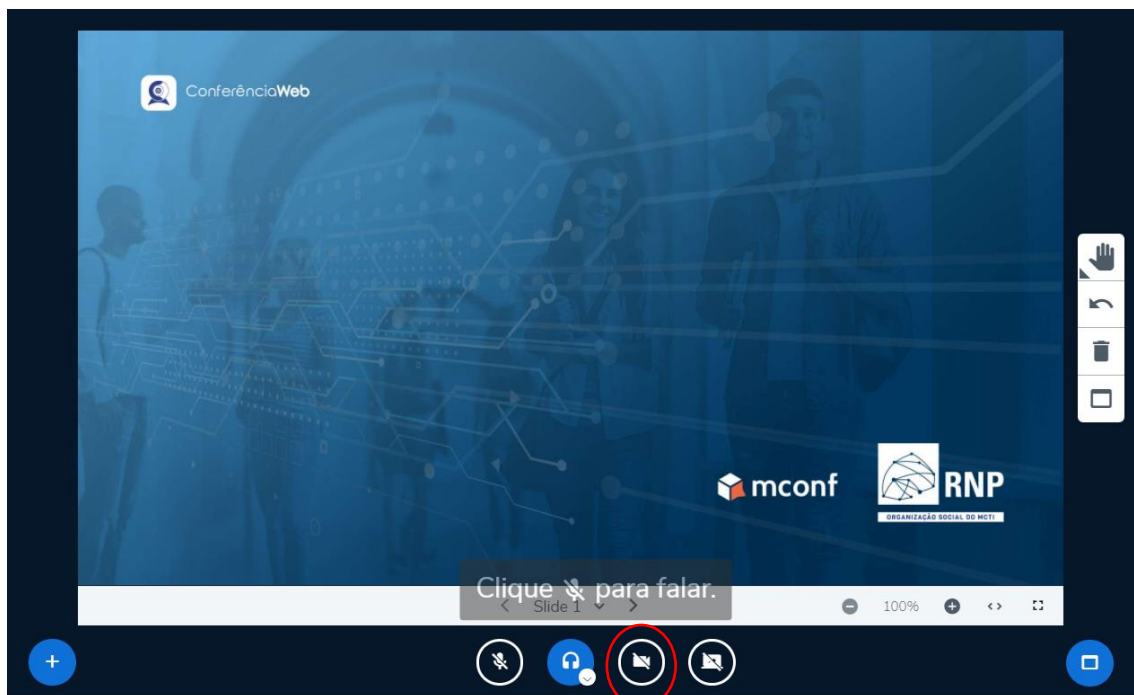 ConferênciaWeb
mconf
RNP
ORGANIZAÇÃO SOCIAL DO MCTI
Clique para falar.
Slide 1
100%